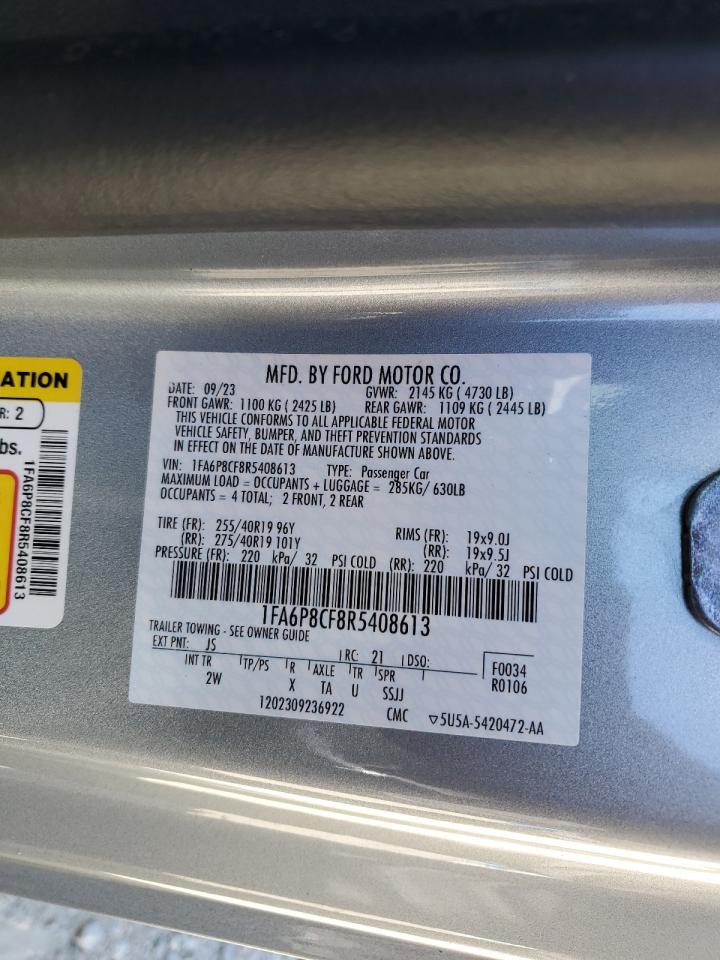 ATION
R: 2
bs.
1FA6P8CF8R5408613
MFD. BY FORD MOTOR CO.
DATE: 09/23 GVWR: 2145 KG ( 4730 LB)
FRONT GAWR: 1100 KG ( 2425 LB) REAR GAWR: 1109 KG ( 2445 LB)
THIS VEHICLE CONFORMS TO ALL APPLICABLE FEDERAL MOTOR
VEHICLE SAFETY, BUMPER, AND THEFT PREVENTION STANDARDS
IN EFFECT ON THE DATE OF MANUFACTURE SHOWN ABOVE.
VIN: 1FA6P8CF8R5408613 TYPE: Passenger Car
MAXIMUM LOAD = OCCUPANTS + LUGGAGE = 285KG/ 630LB
OCCUPANTS = 4 TOTAL; 2 FRONT, 2 REAR
TIRE (FR): 255/40R19 96Y RIMS (FR): 19x9.0J
(RR): 275/40R19 101Y (RR): 19x9.5J
PRESSURE (FR): 220 kPa/ 32 PSI COLD (RR): 220 kPa/ 32 PSI COLD
1FA6P8CF8R5408613
TRAILER TOWING - SEE OWNER GUIDE
EXT PNT: JS RC: 21 DSO: F0034
INT TR TP/PS R AXLE TR SPR R0106
2W X TA U SSJJ
1202309236922 CMC ▽5U5A-5420472-AA